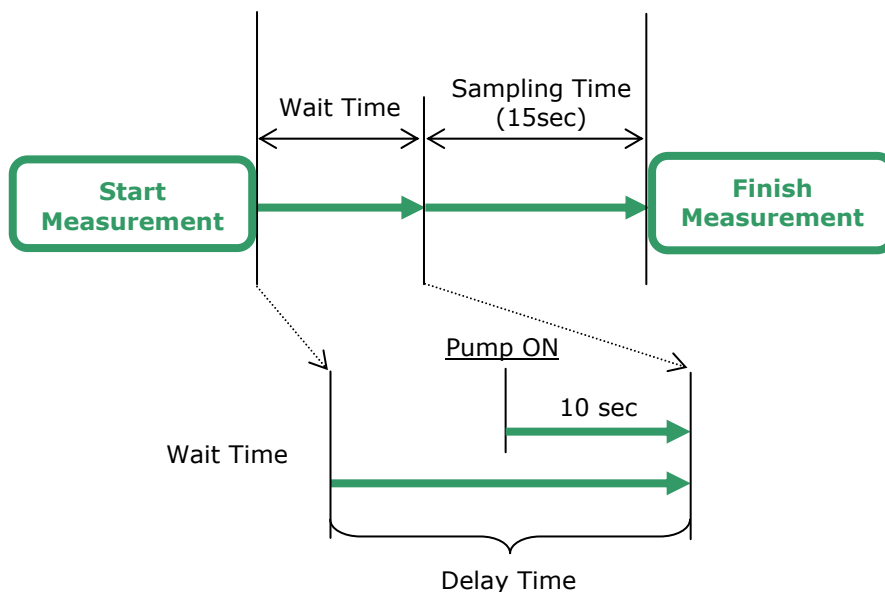 Wait Time
Sampling Time
(15sec)
Start
Measurement
Finish
Measurement
Pump ON
10 sec
Wait Time
Delay Time